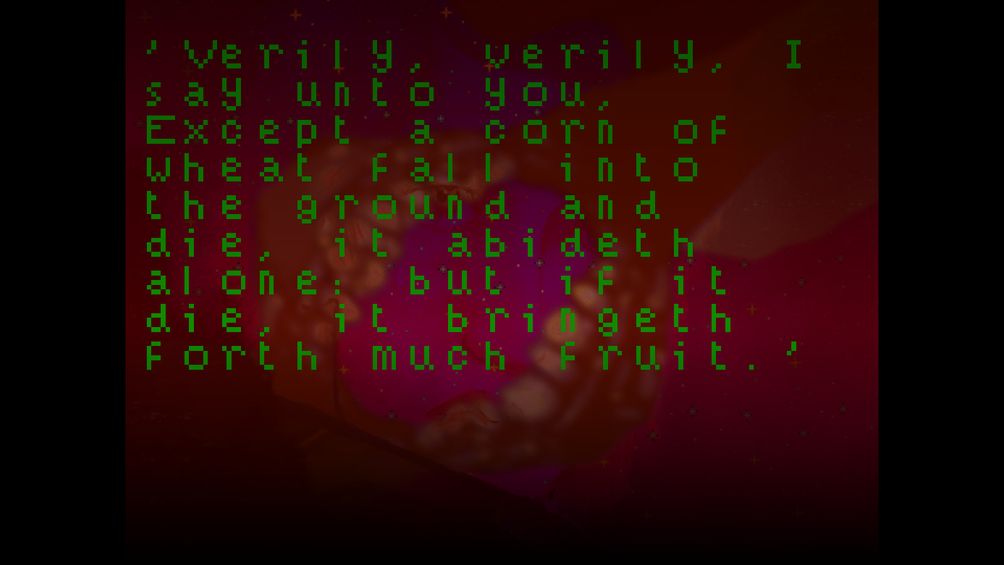 'Verily, verily, I
say unto you,
Except a corn of
wheat fall into
the ground and
die, it abideth
alone: but if it
die, it bringeth
forth much fruit.'